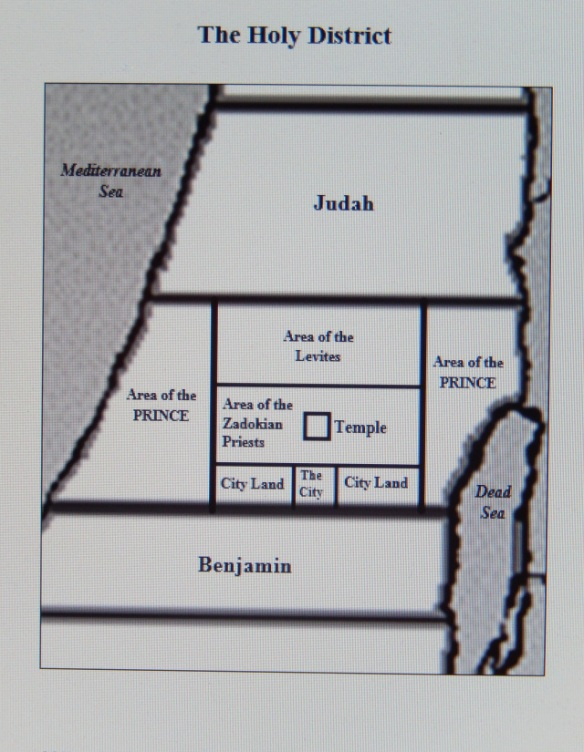 The Holy District
Mediterranean
Sea
Judah
Area of the
Levites
Area of the
PRINCE
Area of the
PRINCE
Area of the
Zadokian
Priests
Temple
City Land
The
City
City Land
Dead
Sea
Benjamin